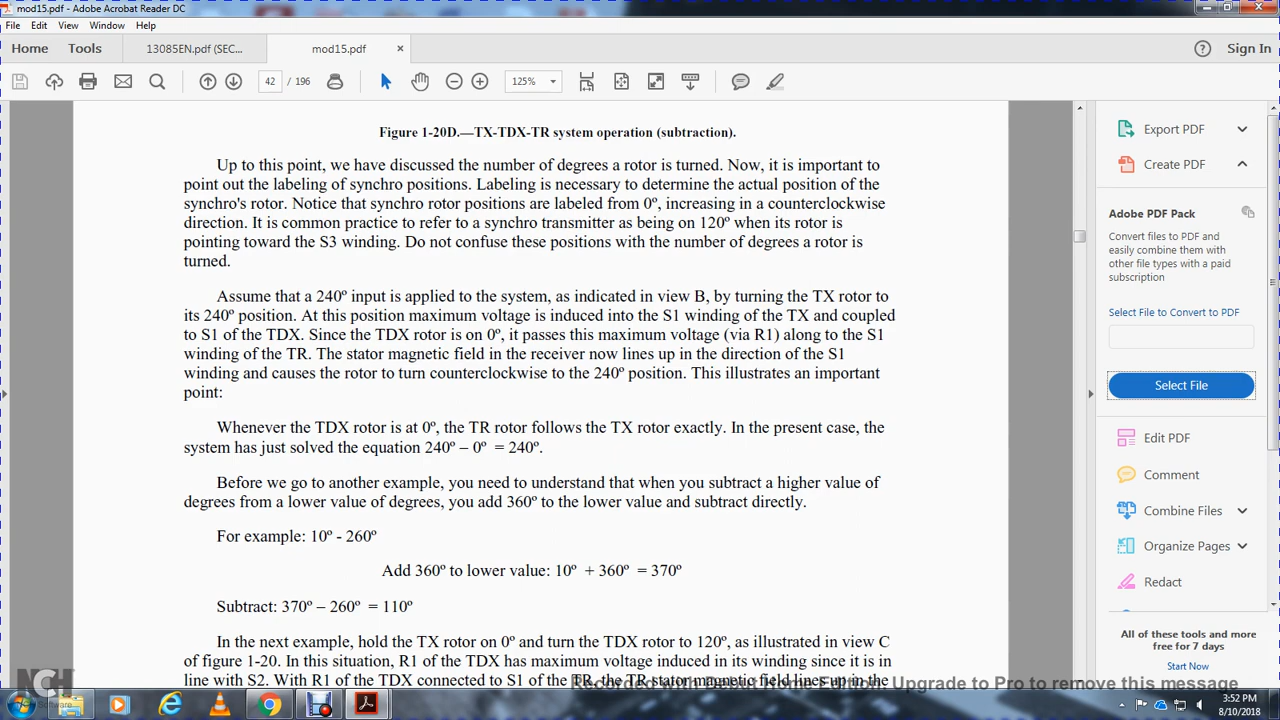 mod15.pdf - Adobe Acrobat Reader DC
File Edit View Window Help
Home Tools 13085EN.pdf (SEC... mod15.pdf × Sign In
42 / 196 125%
Figure 1-20D.—TX-TDX-TR system operation (subtraction).
Up to this point, we have discussed the number of degrees a rotor is turned. Now, it is important to
point out the labeling of synchro positions. Labeling is necessary to determine the actual position of the
synchro's rotor. Notice that synchro rotor positions are labeled from 0º, increasing in a counterclockwise
direction. It is common practice to refer to a synchro transmitter as being on 120º when its rotor is
pointing toward the S3 winding. Do not confuse these positions with the number of degrees a rotor is
turned.
Assume that a 240º input is applied to the system, as indicated in view B, by turning the TX rotor to
its 240º position. At this position maximum voltage is induced into the S1 winding of the TX and coupled
to S1 of the TDX. Since the TDX rotor is on 0º, it passes this maximum voltage (via R1) along to the S1
winding of the TR. The stator magnetic field in the receiver now lines up in the direction of the S1
winding and causes the rotor to turn counterclockwise to the 240º position. This illustrates an important
point:
Whenever the TDX rotor is at 0º, the TR rotor follows the TX rotor exactly. In the present case, the
system has just solved the equation 240º – 0º = 240º.
Before we go to another example, you need to understand that when you subtract a higher value of
degrees from a lower value of degrees, you add 360º to the lower value and subtract directly.
For example: 10º - 260º
Add 360º to lower value: 10º + 360º = 370º
Subtract: 370º – 260º = 110º
In the next example, hold the TX rotor on 0º and turn the TDX rotor to 120º, as illustrated in view C
of figure 1-20. In this situation, R1 of the TDX has maximum voltage induced in its winding since it is in
line with S2. With R1 of the TDX connected to S1 of the TR, the TR stator magnetic field lines up in the
Export PDF
Create PDF
Adobe PDF Pack
Convert files to PDF and
easily combine them with
other file types with a paid
subscription
Select File to Convert to PDF
Select File
Edit PDF
Comment
Combine Files
Organize Pages
Redact
All of these tools and more
free for 7 days
Start Now
NCH
Upgrade to Pro to remove this message
3:52 PM
8/10/2018